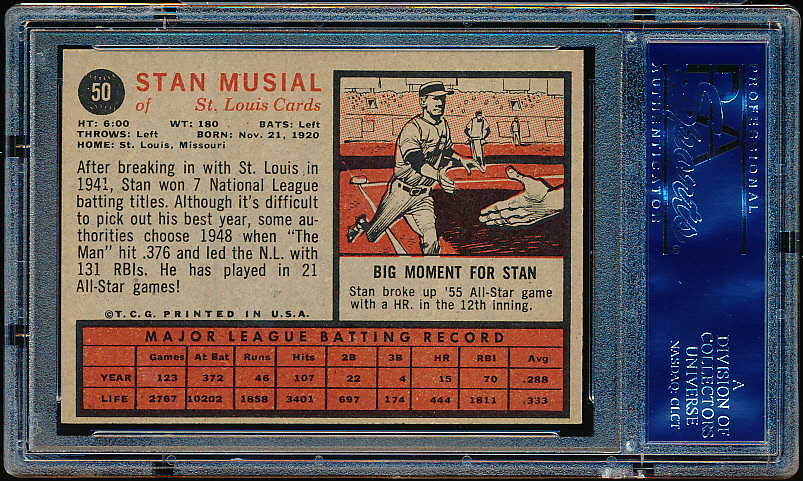 50
STAN MUSIAL
of St. Louis Cards
HT: 6:00 WT: 180 BATS: Left
THROWS: Left BORN: Nov. 21, 1920
HOME: St. Louis, Missouri
After breaking in with St. Louis in
1941, Stan won 7 National League
batting titles. Although it's difficult
to pick out his best year, some au-
thorities choose 1948 when "The
Man" hit .376 and led the N.L. with
131 RBIs. He has played in 21
All-Star games!
©T.C.G. PRINTED IN U.S.A.
BIG MOMENT FOR STAN
Stan broke up '55 All-Star game
with a HR. in the 12th inning.
MAJOR LEAGUE BATTING RECORD
Games At Bat Runs Hits 2B 3B HR RBI Avg
YEAR 123 372 46 107 22 4 15 70 .288
LIFE 2767 10202 1858 3401 697 174 444 1811 .333
PROFESSIONAL
PSA
Sports
AUTHENTICATOR
A
DIVISION OF
COLLECTORS
UNIVERSE
NASDAQ: CLCT